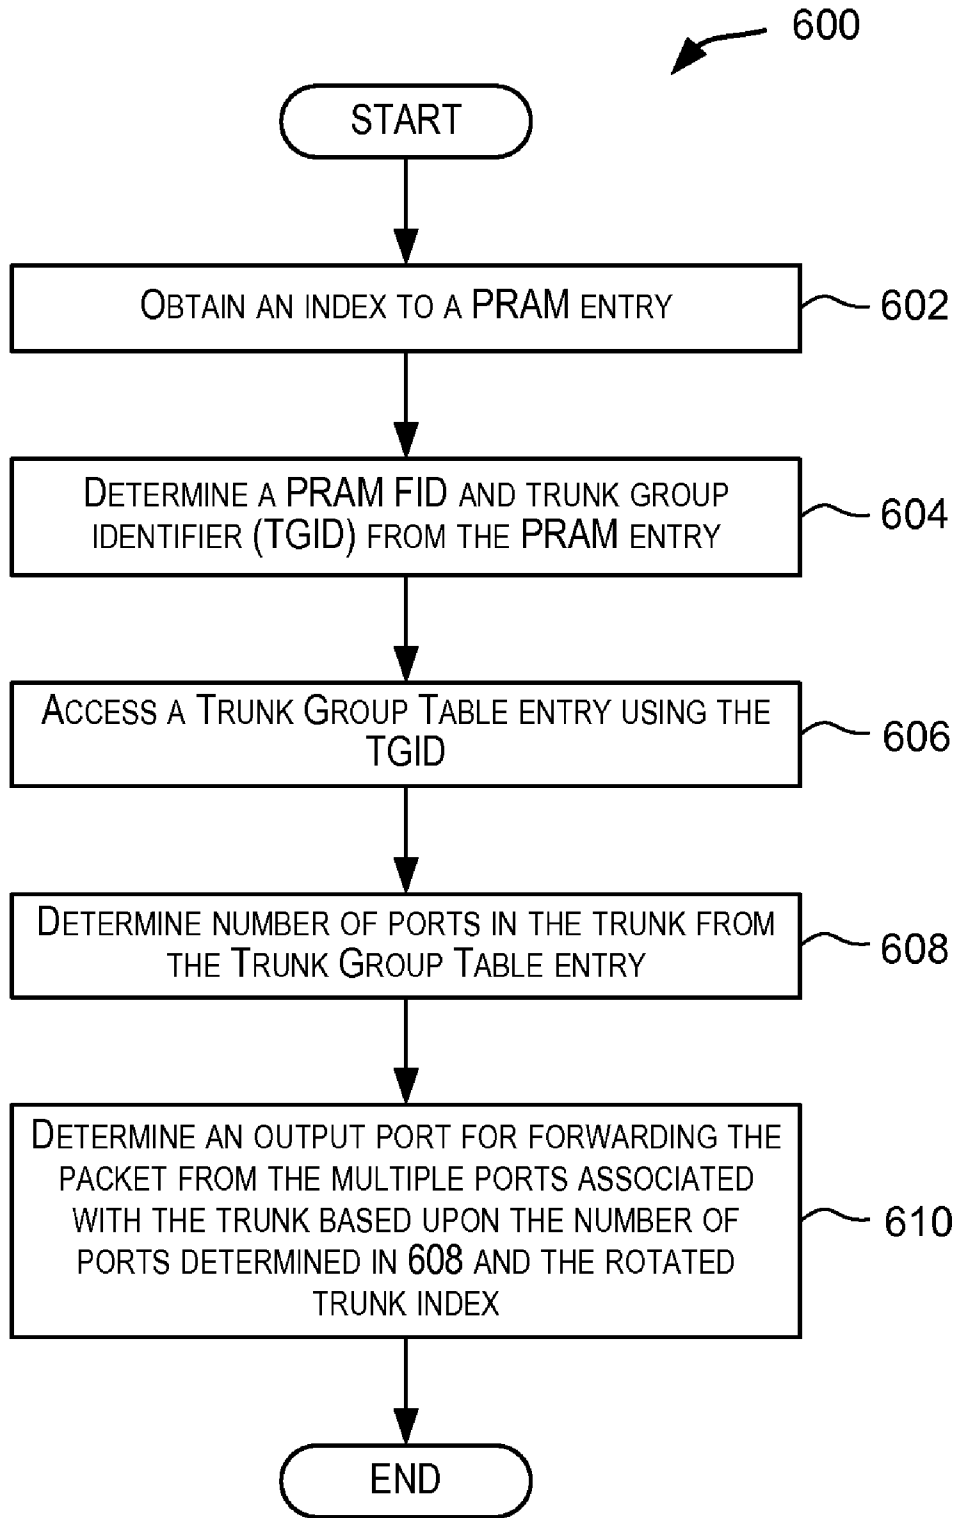 600
START
OBTAIN AN INDEX TO A PRAM ENTRY
602
DETERMINE A PRAM FID AND TRUNK GROUP
IDENTIFIER (TGID) FROM THE PRAM ENTRY
604
ACCESS A TRUNK GROUP TABLE ENTRY USING THE
TGID
606
DETERMINE NUMBER OF PORTS IN THE TRUNK FROM
THE TRUNK GROUP TABLE ENTRY
608
DETERMINE AN OUTPUT PORT FOR FORWARDING THE
PACKET FROM THE MULTIPLE PORTS ASSOCIATED
WITH THE TRUNK BASED UPON THE NUMBER OF
PORTS DETERMINED IN 608 AND THE ROTATED
TRUNK INDEX
610
END